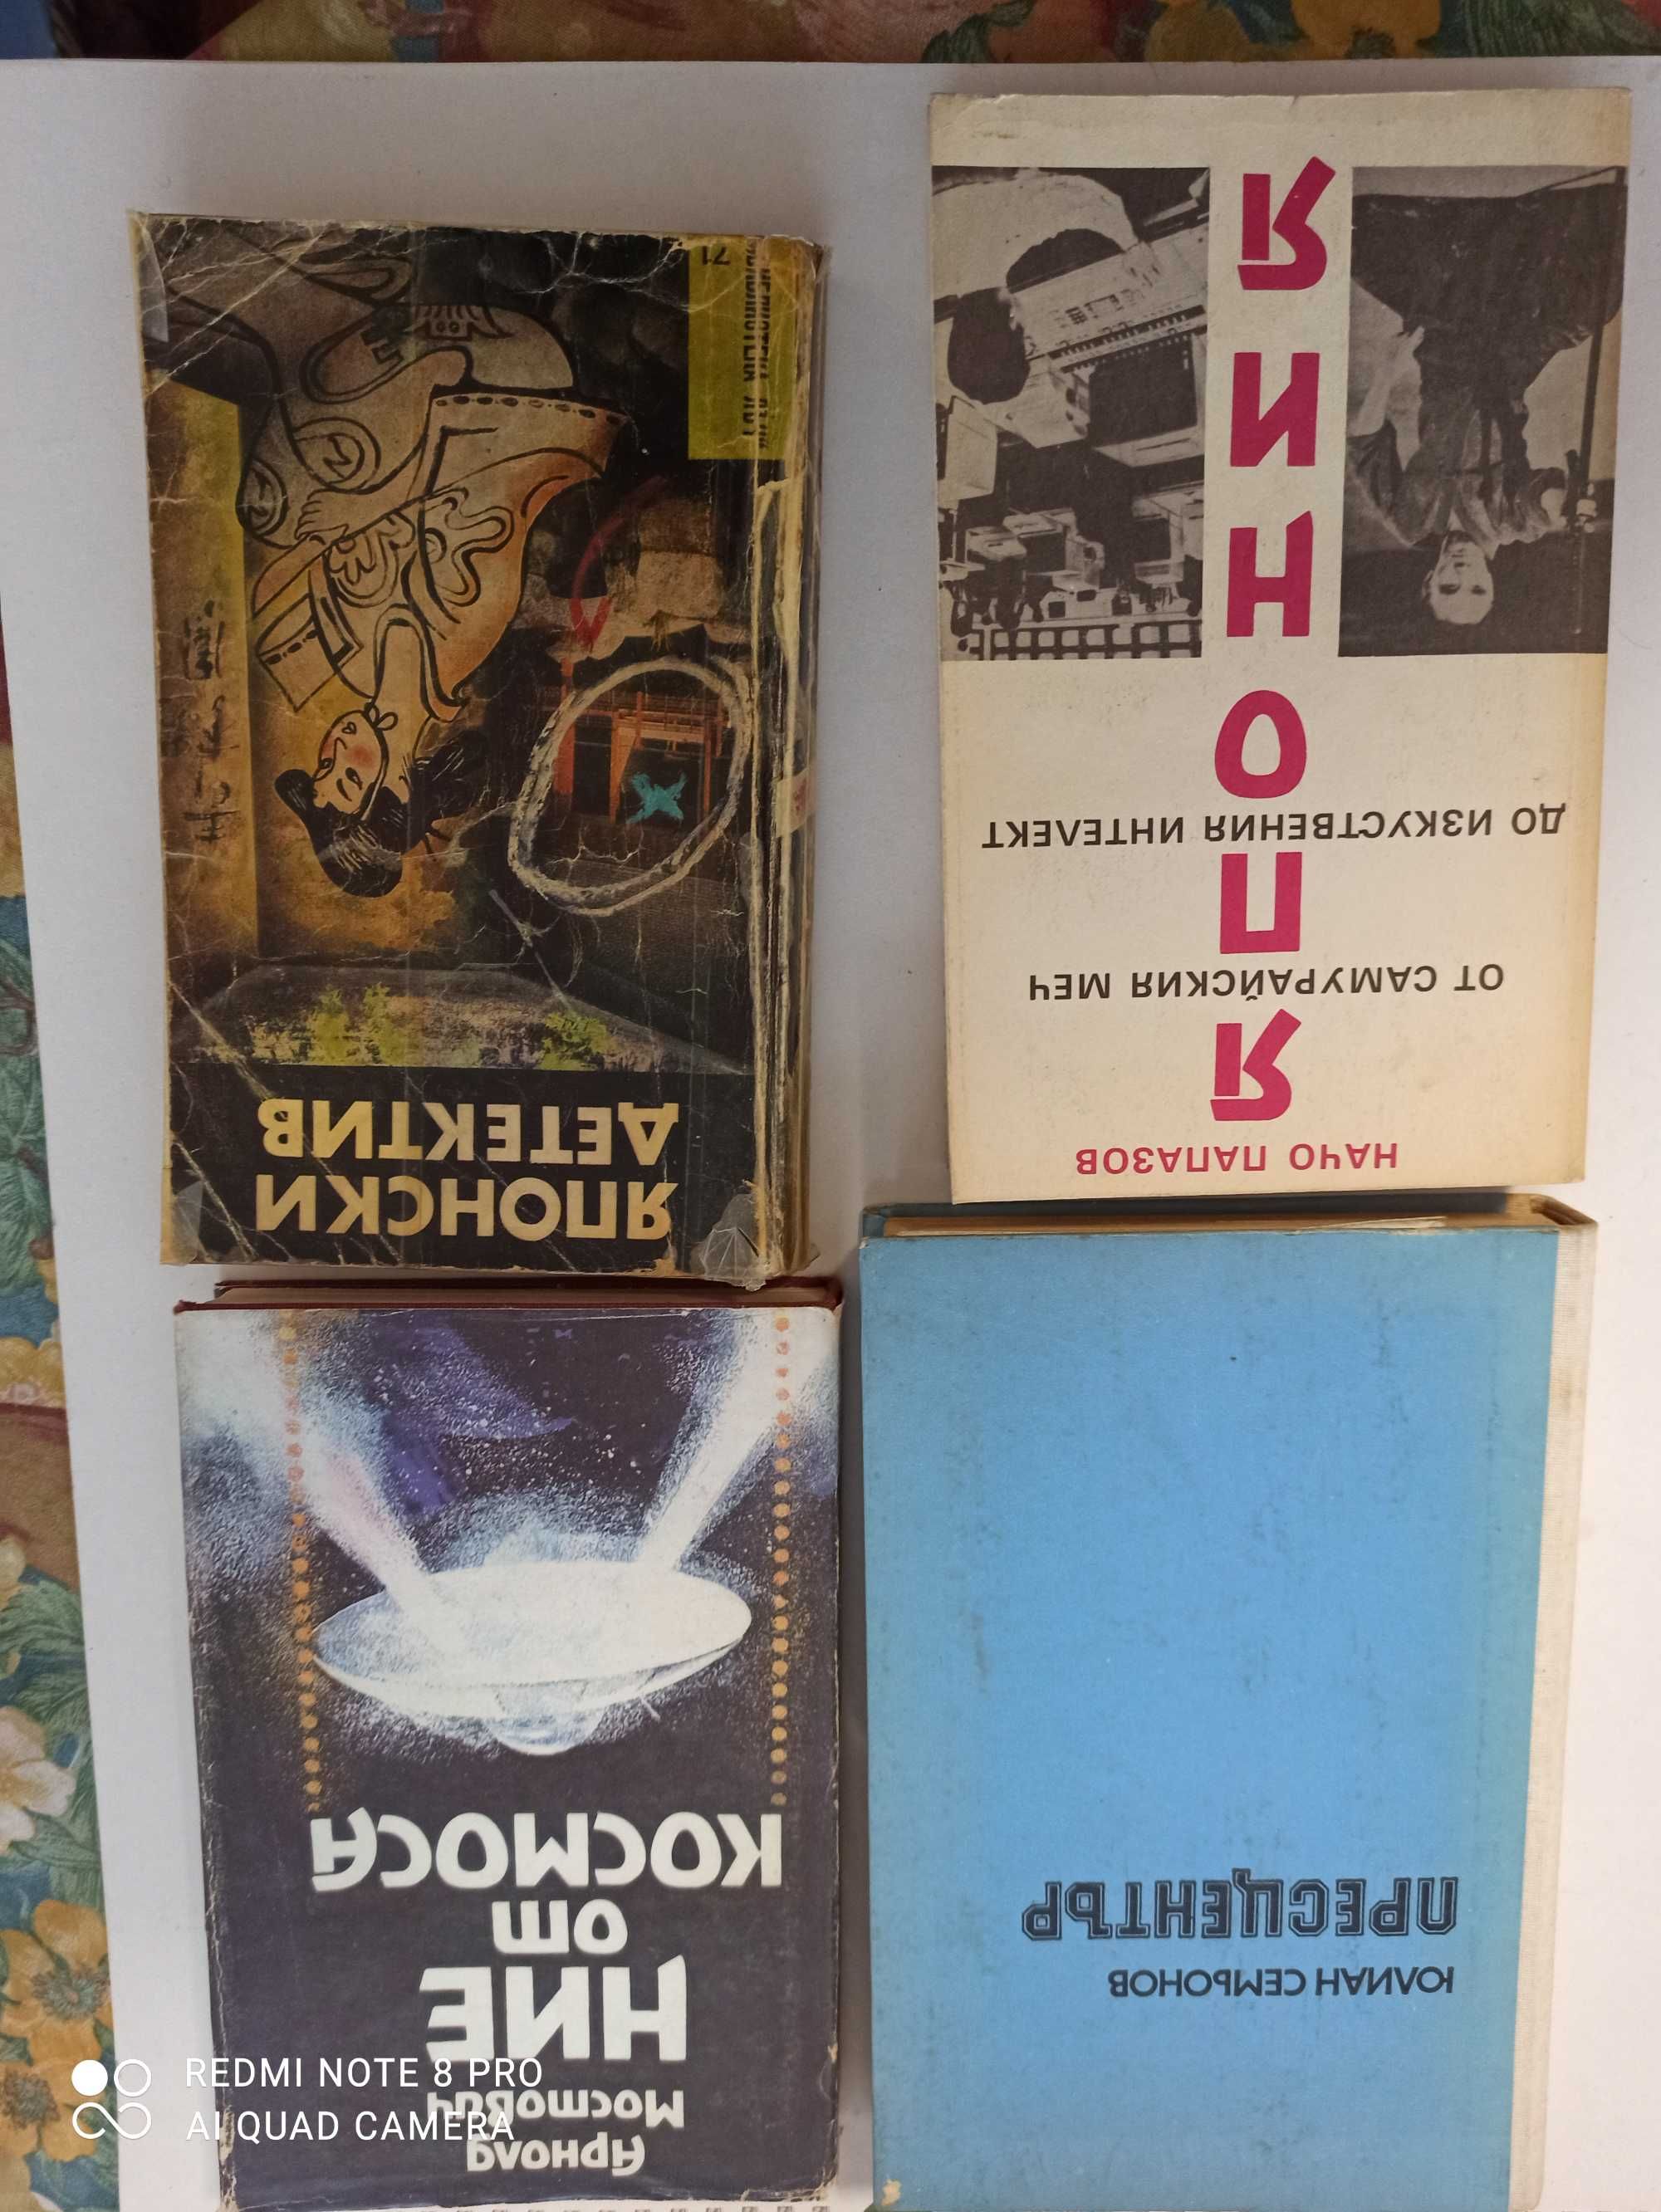 ЮЛИАН СЕМЬОНОВ
ПРЕСЦЕНТЪР
Арнолд
Мостович
НИЕ
от
КОСМОСА
НАЧО ПАПАЗОВ
ЯПОНИЯ
ОТ САМУРАЙСКИЯ МЕЧ
ДО ИЗКУСТВЕНИЯ ИНТЕЛЕКТ
ЯПОНСКИ
ДЕТЕКТИВ
71
REDMI NOTE 8 PRO
AI QUAD CAMERA